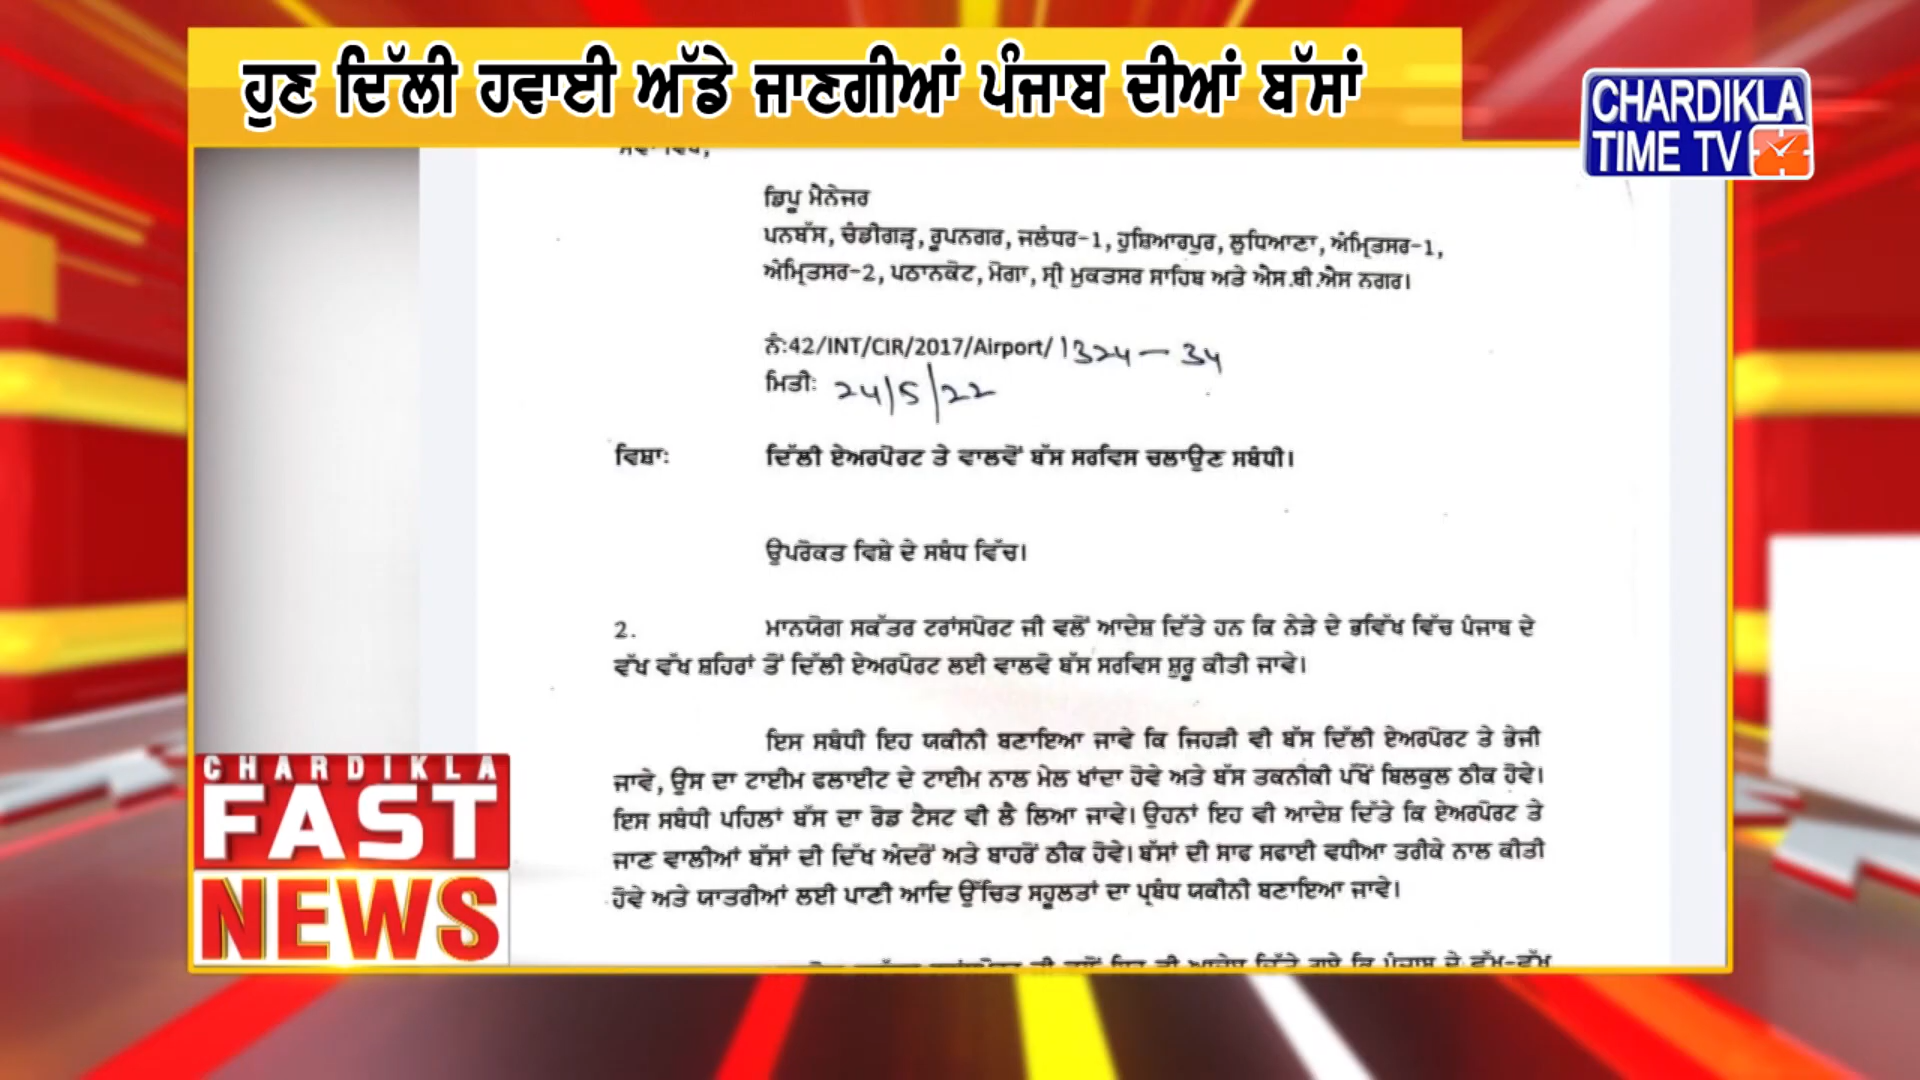 ਹੁਣ ਦਿੱਲੀ ਹਵਾਈ ਅੱਡੇ ਜਾਣਗੀਆਂ ਪੰਜਾਬ ਦੀਆਂ ਬੱਸਾਂ
CHARDIKLA
TIME TV
ਡਿਪੂ ਮੈਨੇਜਰ
ਪਨਬੱਸ, ਚੰਡੀਗੜ੍ਹ, ਰੂਪਨਗਰ, ਜਲੰਧਰ-1, ਹੁਸ਼ਿਆਰਪੁਰ, ਲੁਧਿਆਣਾ, ਅੰਮ੍ਰਿਤਸਰ-1,
ਅੰਮ੍ਰਿਤਸਰ-2, ਪਠਾਨਕੋਟ, ਮੋਗਾ, ਸ੍ਰੀ ਮੁਕਤਸਰ ਸਾਹਿਬ ਅਤੇ ਐਸ.ਬੀ.ਐਸ ਨਗਰ।
ਨੰ:42/INT/CIR/2017/Airport/1324-34
ਮਿਤੀ: 24/5/22
ਵਿਸ਼ਾ: ਦਿੱਲੀ ਏਅਰਪੋਰਟ ਤੇ ਵਾਲਵੋਂ ਬੱਸ ਸਰਵਿਸ ਚਲਾਉਣ ਸਬੰਧੀ।
ਉਪਰੋਕਤ ਵਿਸ਼ੇ ਦੇ ਸਬੰਧ ਵਿੱਚ।
2. ਮਾਨਯੋਗ ਸਕੱਤਰ ਟਰਾਂਸਪੋਰਟ ਜੀ ਵਲੋਂ ਆਦੇਸ਼ ਦਿੱਤੇ ਹਨ ਕਿ ਨੇੜੇ ਦੇ ਭਵਿੱਖ ਵਿੱਚ ਪੰਜਾਬ ਦੇ
ਵੱਖ ਵੱਖ ਸ਼ਹਿਰਾਂ ਤੋਂ ਦਿੱਲੀ ਏਅਰਪੋਰਟ ਲਈ ਵਾਲਵੋ ਬੱਸ ਸਰਵਿਸ ਸ਼ੁਰੂ ਕੀਤੀ ਜਾਵੇ।
ਇਸ ਸਬੰਧੀ ਇਹ ਯਕੀਨੀ ਬਣਾਇਆ ਜਾਵੇ ਕਿ ਜਿਹੜੀ ਵੀ ਬੱਸ ਦਿੱਲੀ ਏਅਰਪੋਰਟ ਤੇ ਭੇਜੀ
ਜਾਵੇ, ਉਸ ਦਾ ਟਾਈਮ ਫਲਾਈਟ ਦੇ ਟਾਈਮ ਨਾਲ ਮੇਲ ਖਾਂਦਾ ਹੋਵੇ ਅਤੇ ਬੱਸ ਤਕਨੀਕੀ ਪੱਖੋਂ ਬਿਲਕੁਲ ਠੀਕ ਹੋਵੇ।
ਇਸ ਸਬੰਧੀ ਪਹਿਲਾਂ ਬੱਸ ਦਾ ਰੋਡ ਟੈਸਟ ਵੀ ਲੈ ਲਿਆ ਜਾਵੇ। ਉਹਨਾਂ ਇਹ ਵੀ ਆਦੇਸ਼ ਦਿੱਤੇ ਕਿ ਏਅਰਪੋਰਟ ਤੇ
ਜਾਣ ਵਾਲੀਆਂ ਬੱਸਾਂ ਦੀ ਦਿੱਖ ਅੰਦਰੋਂ ਅਤੇ ਬਾਹਰੋਂ ਠੀਕ ਹੋਵੇ। ਬੱਸਾਂ ਦੀ ਸਾਫ ਸਫਾਈ ਵਧੀਆ ਤਰੀਕੇ ਨਾਲ ਕੀਤੀ
ਹੋਵੇ ਅਤੇ ਯਾਤਰੀਆਂ ਲਈ ਪਾਣੀ ਆਦਿ ਉੱਚਿਤ ਸਹੂਲਤਾਂ ਦਾ ਪ੍ਰਬੰਧ ਯਕੀਨੀ ਬਣਾਇਆ ਜਾਵੇ।
CHARDIKLA
FAST
NEWS